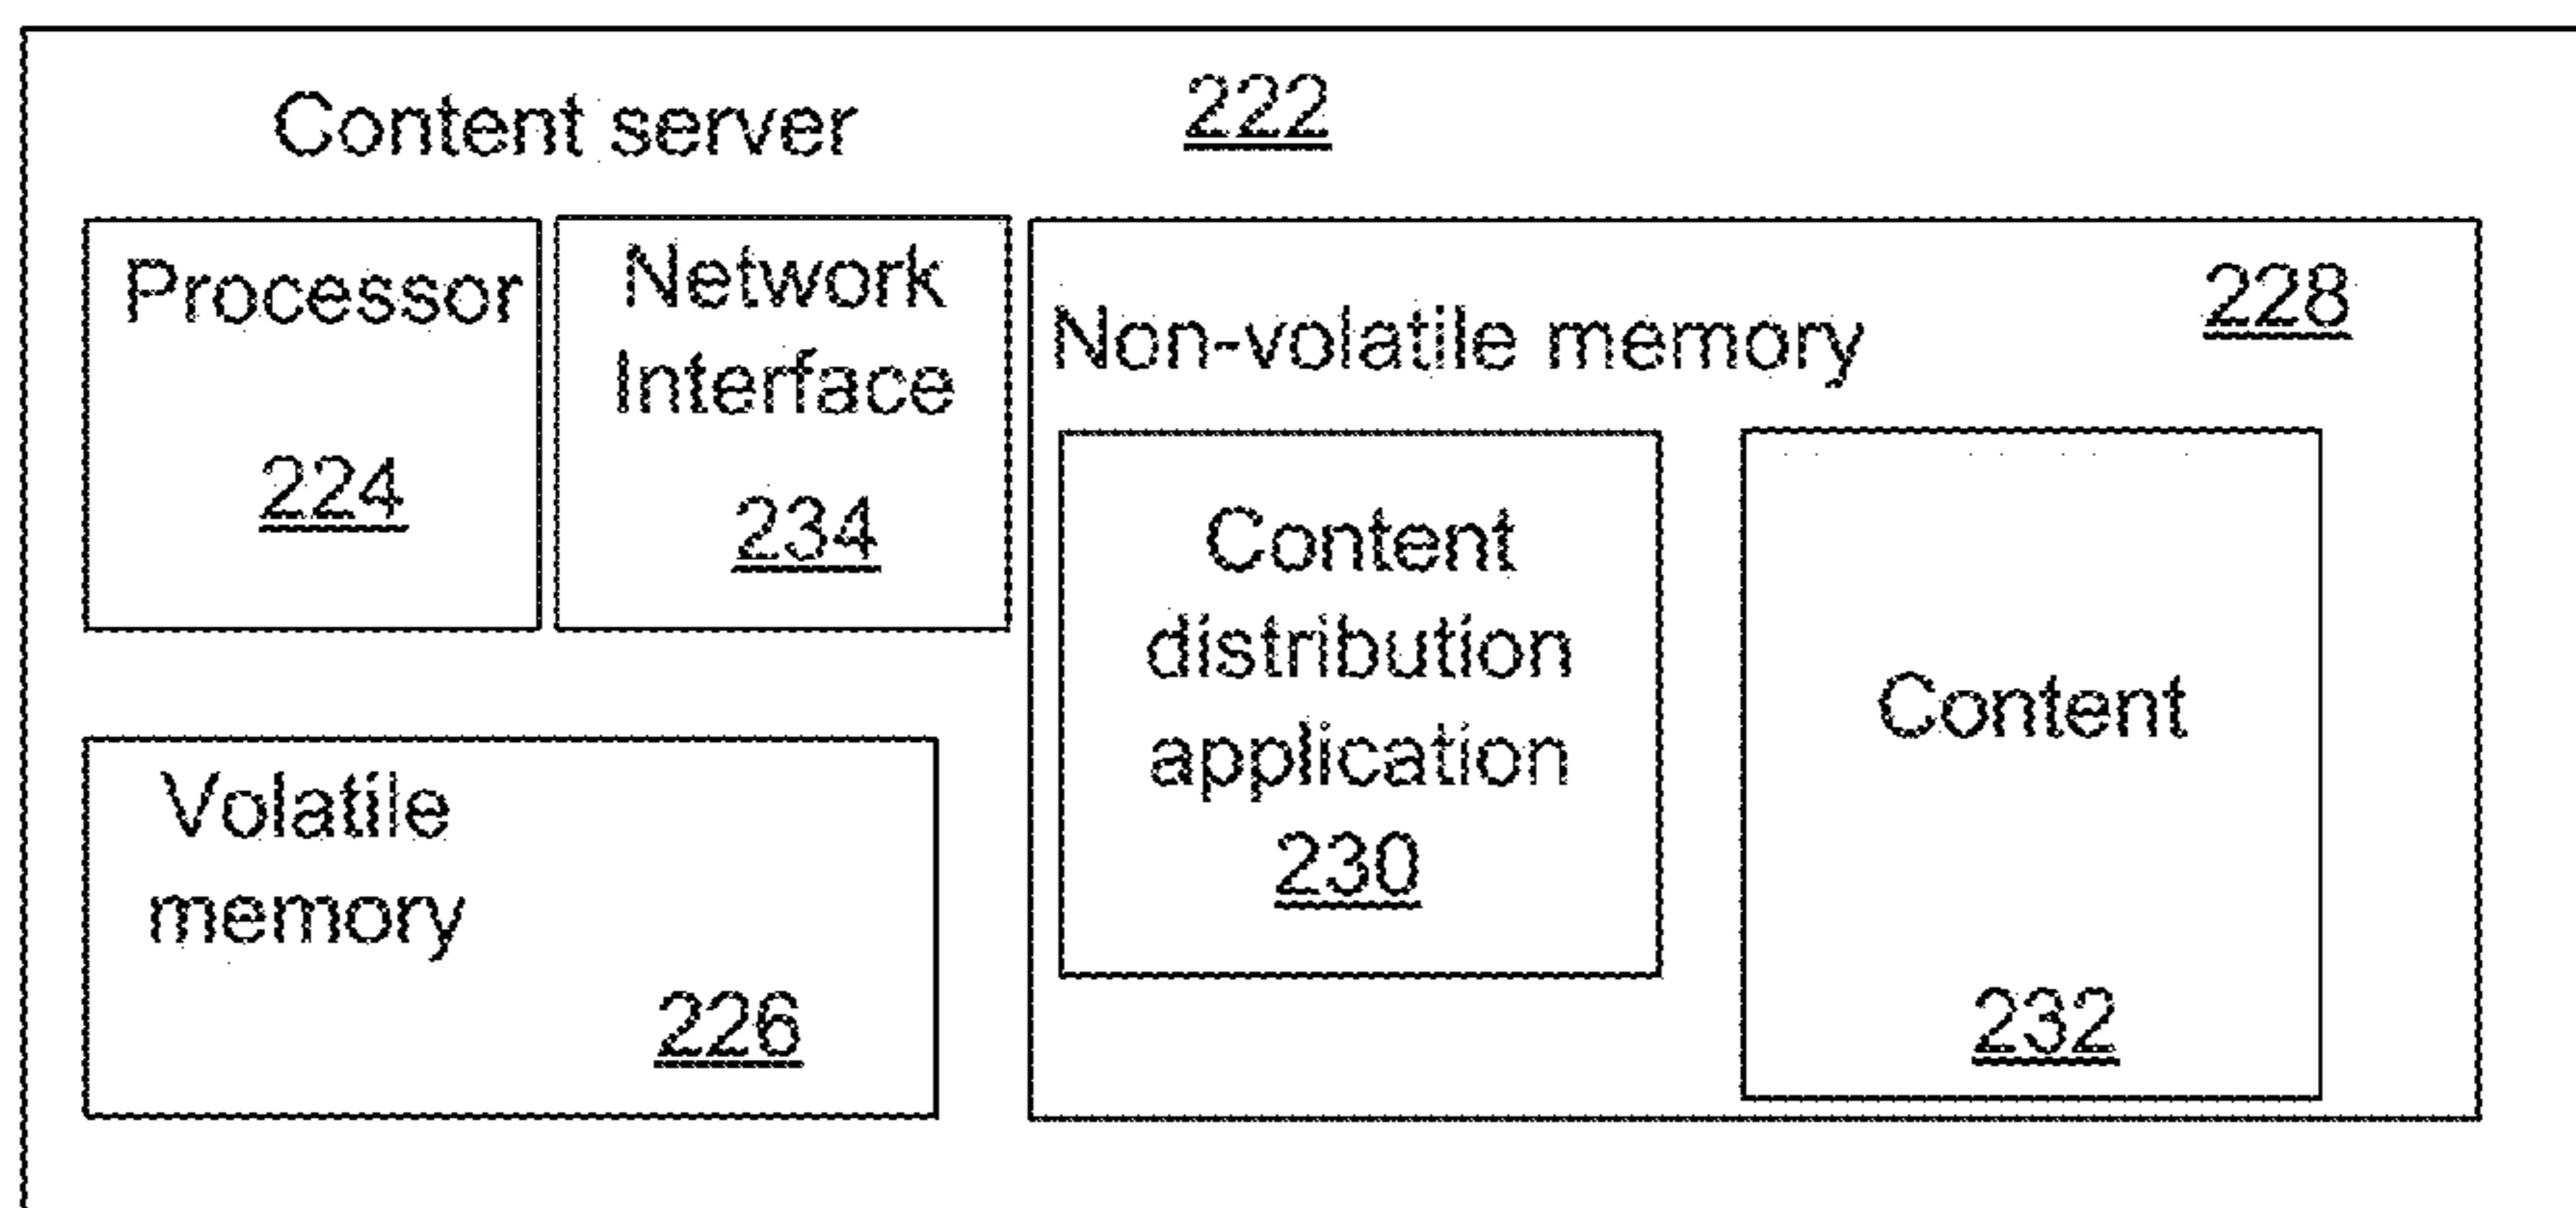 Content server 222
Processor
224
Network
Interface
234
Non-volatile memory 228
Content
distribution
application
230
Content
232
Volatile
memory
226